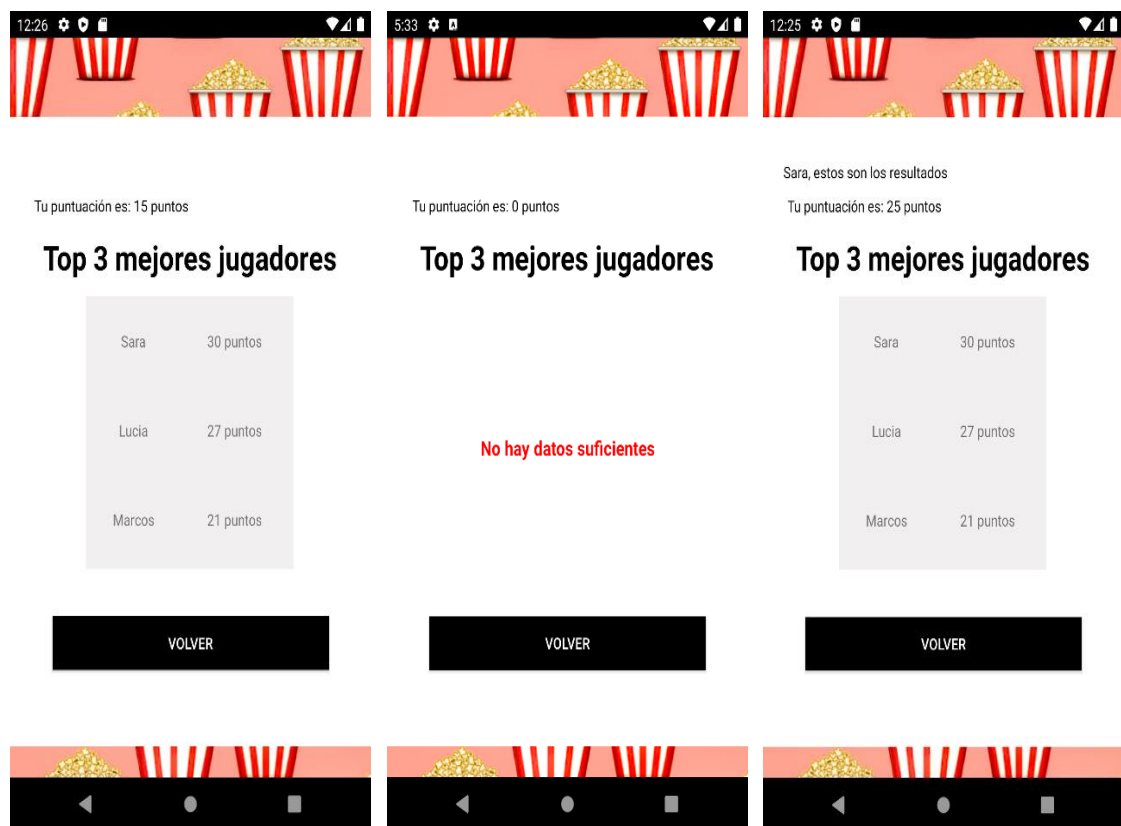 12:26
Tu puntuación es: 15 puntos
Top 3 mejores jugadores
Sara 30 puntos
Lucia 27 puntos
Marcos 21 puntos
VOLVER
5:33
Tu puntuación es: 0 puntos
Top 3 mejores jugadores
No hay datos suficientes
VOLVER
12:25
Sara, estos son los resultados
Tu puntuación es: 25 puntos
Top 3 mejores jugadores
Sara 30 puntos
Lucia 27 puntos
Marcos 21 puntos
VOLVER